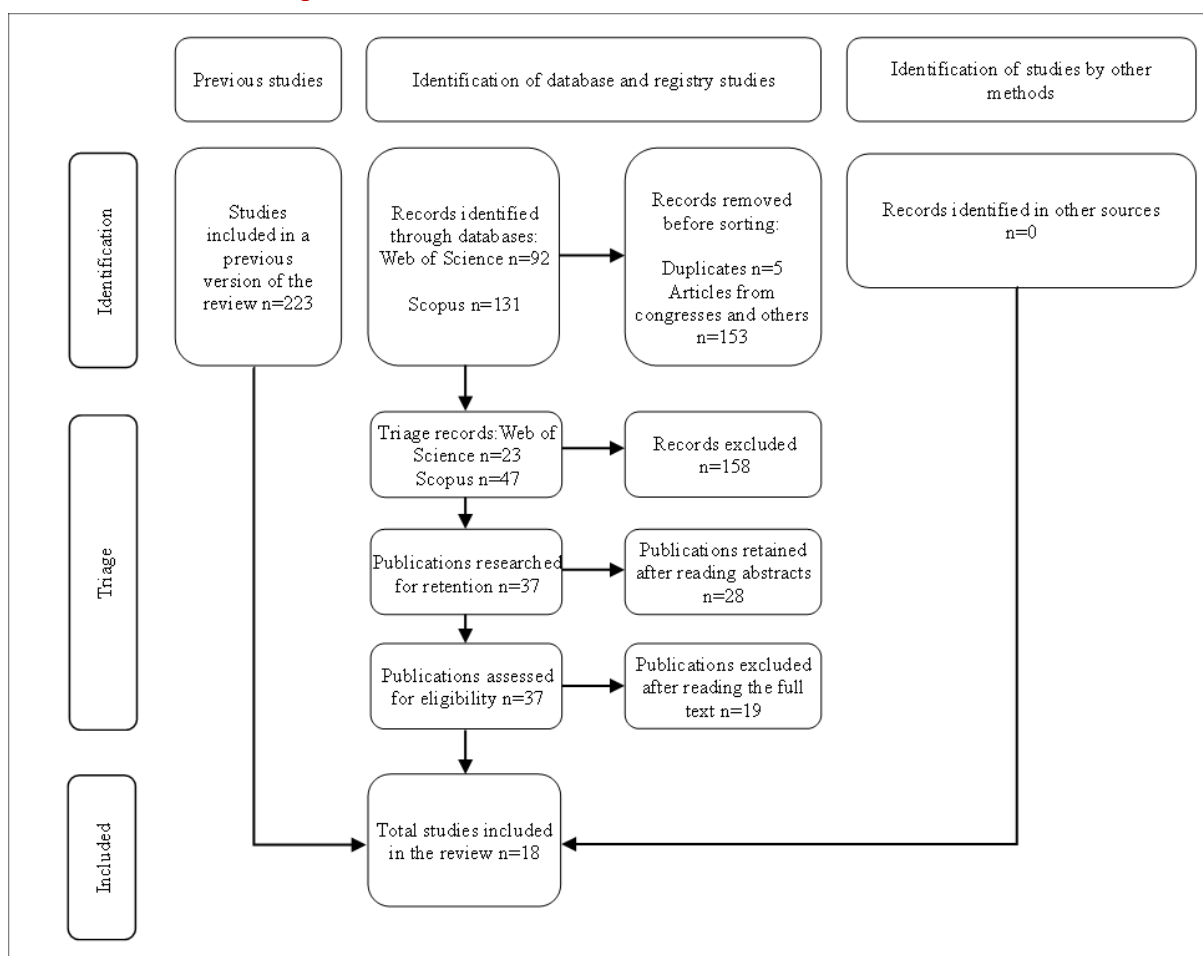 Previous studies
Identification of database and registry studies
Identification of studies by other
methods
Identification
Studies
included in a
previous
version of the
review n=223
Records identified
through databases:
Web of Science n=92
Scopus n=131
Records removed
before sorting:
Duplicates n=5
Articles from
congresses and others
n=153
Records identified in other sources
n=0
Triage
Triage records:Web of
Science n=23
Scopus n=47
Records excluded
n=158
Publications researched
for retention n=37
Publications retained
after reading abstracts
n=28
Publications assessed
for eligibility n=37
Publications excluded
after reading the full
text n=19
Included
Total studies included
in the review n=18